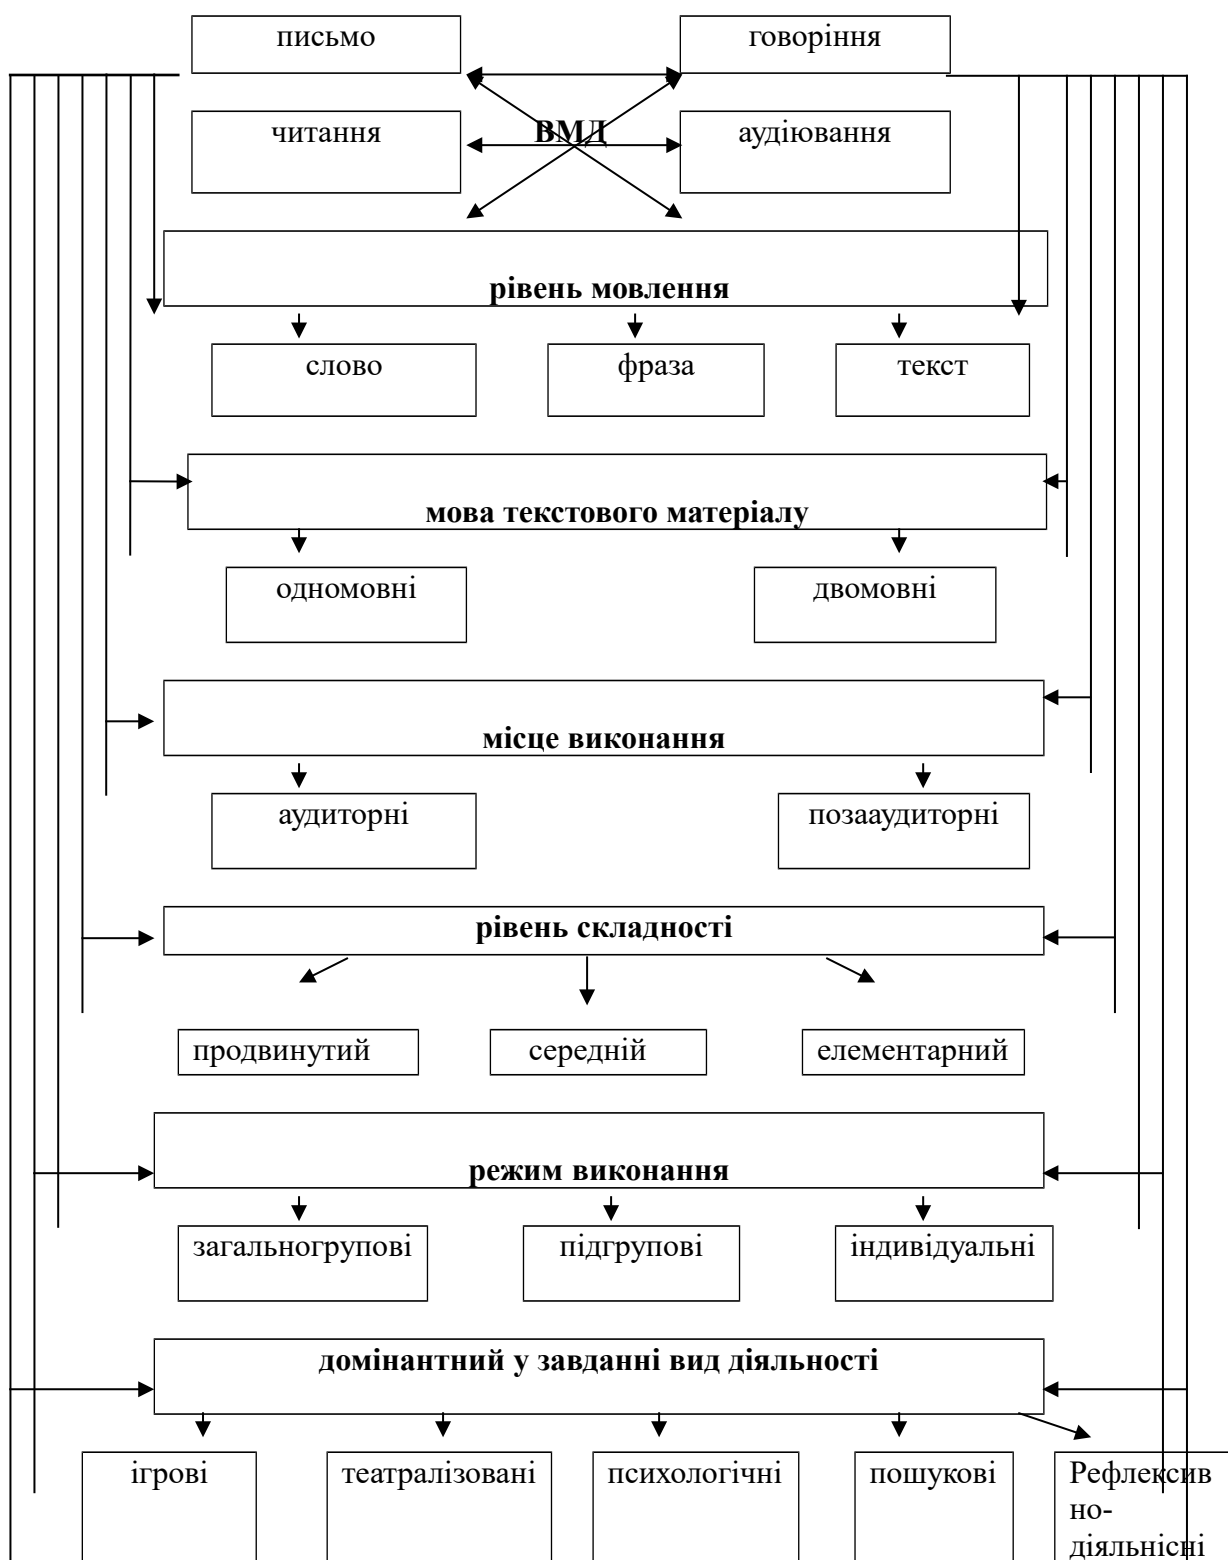 письмо
говоріння
читання
ВМД
аудіювання
рівень мовлення
слово
фраза
текст
мова текстового матеріалу
одномовні
двомовні
місце виконання
аудиторні
позааудиторні
рівень складності
продвинутий
середній
елементарний
режим виконання
загальногрупові
підгрупові
індивідуальні
домінантний у завданні вид діяльності
ігрові
театралізовані
психологічні
пошукові
Рефлексив
но-
діяльнісні